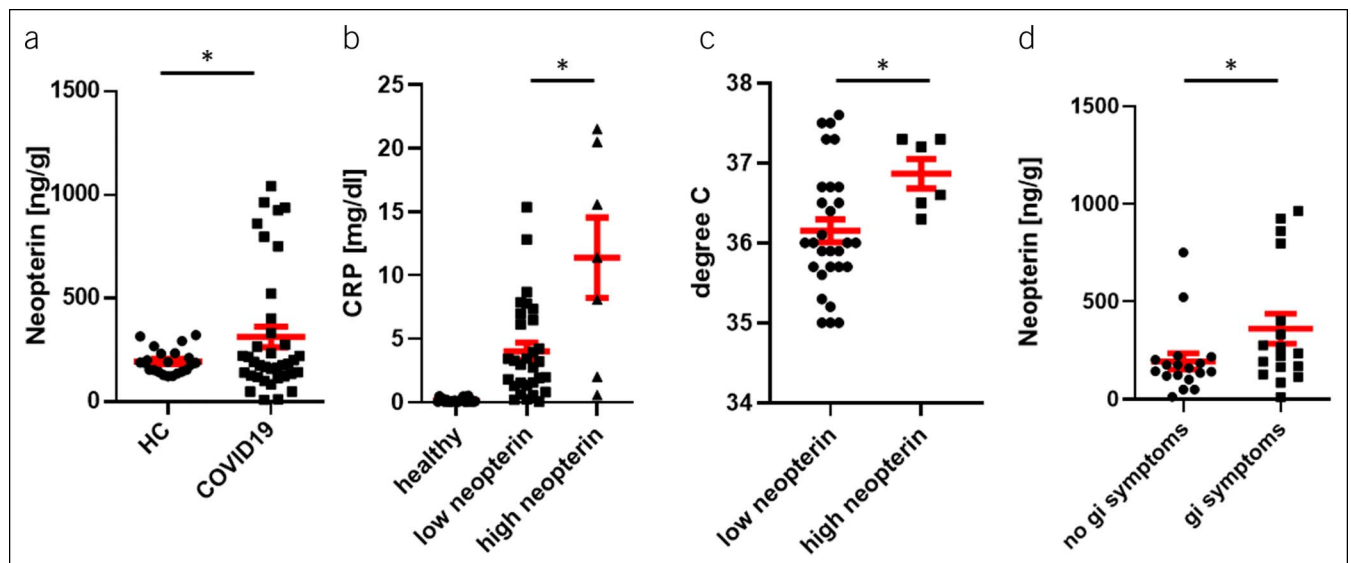 a
*
Neopterin [ng/g]
1500
1000
500
0
HC
COVID19
b
*
CRP [mg/dl]
25
20
15
10
5
0
healthy
low neopterin
high neopterin
c
*
degree C
38
37
36
35
34
low neopterin
high neopterin
d
*
Neopterin [ng/g]
1500
1000
500
0
no gi symptoms
gi symptoms